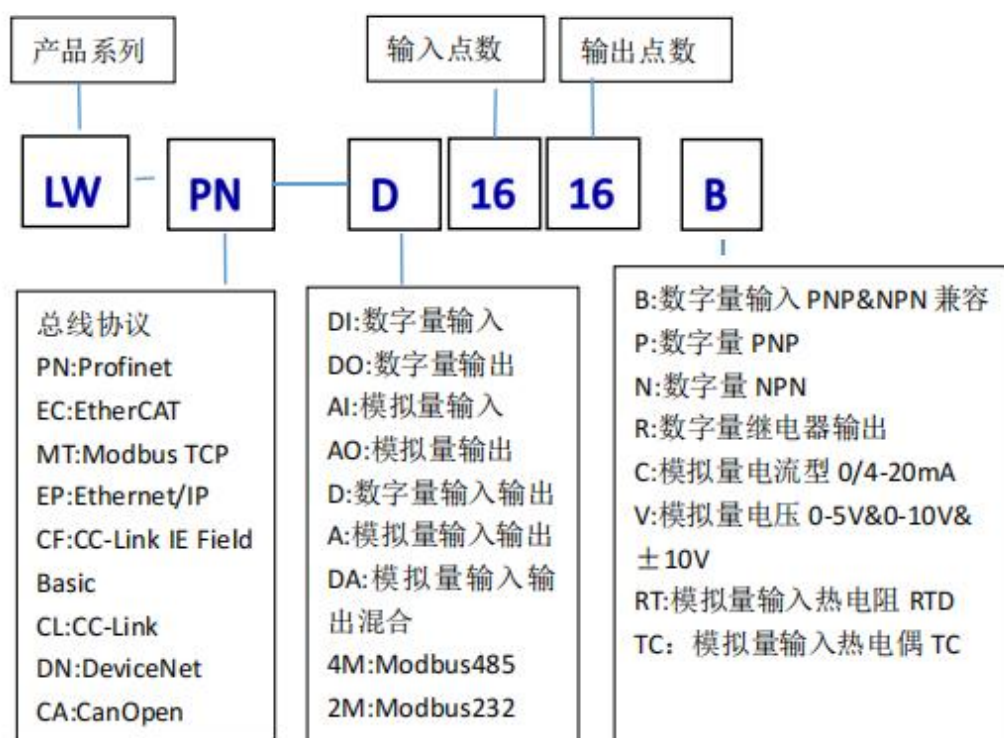 产品系列
输入点数
输出点数
LW
PN
D
16
16
B
总线协议
PN:Profinet
EC:EtherCAT
MT:Modbus TCP
EP:Ethernet/IP
CF:CC-Link IE Field
Basic
CL:CC-Link
DN:DeviceNet
CA:CanOpen
DI:数字量输入
DO:数字量输出
AI:模拟量输入
AO:模拟量输出
D:数字量输入输出
A:模拟量输入输出
DA:模拟量输入输
出混合
4M:Modbus485
2M:Modbus232
B:数字量输入 PNP&NPN 兼容
P:数字量 PNP
N:数字量 NPN
R:数字量继电器输出
C:模拟量电流型 0/4-20mA
V:模拟量电压 0-5V&0-10V&
±10V
RT:模拟量输入热电阻 RTD
TC：模拟量输入热电偶 TC